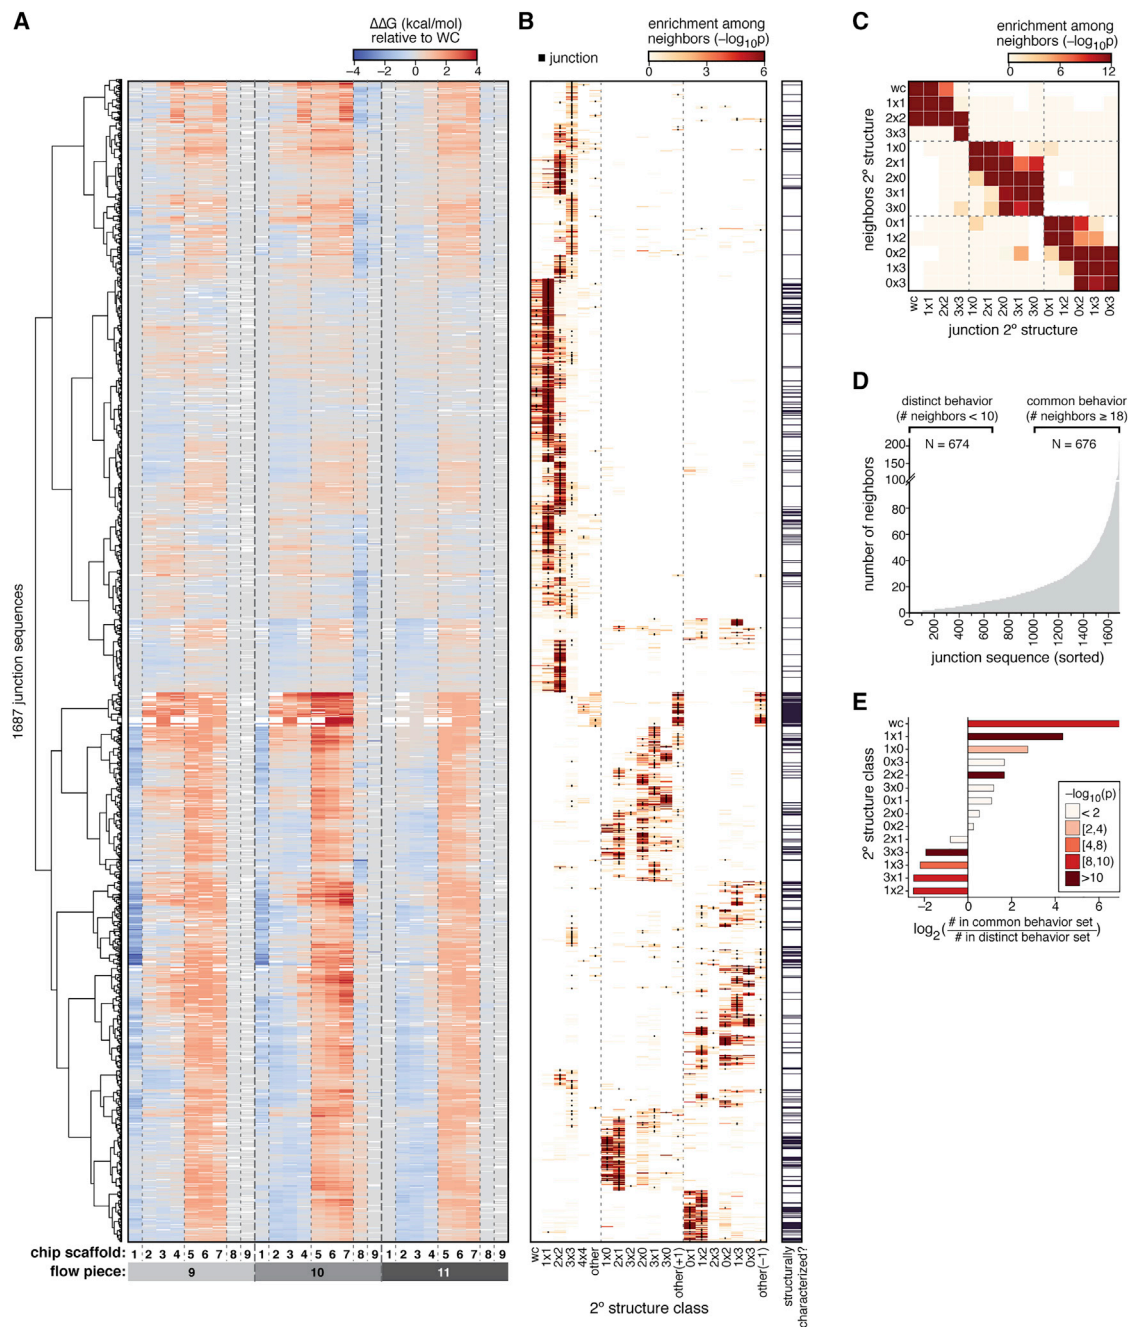 A
ΔΔG (kcal/mol)
relative to WC
−4 −2 0 2 4
1687 junction sequences
chip scaffold: 1 2 3 4 5 6 7 8 9 1 2 3 4 5 6 7 8 9 1 2 3 4 5 6 7 8 9
flow piece: 9 10 11
B
junction
enrichment among
neighbors (−log10p)
0 3 6
wc 1x1 2x2 3x3 4x4 other 1x0 2x1 3x2 2x0 3x1 3x0 other(+1) 0x1 1x2 2x3 0x2 1x3 0x3 other(−1)
structurally
characterized?
2º structure class
C
enrichment among
neighbors (−log10p)
0 6 12
neighbors 2º structure
wc
1x1
2x2
3x3
1x0
2x1
2x0
3x1
3x0
0x1
1x2
0x2
1x3
0x3
wc 1x1 2x2 3x3 1x0 2x1 2x0 3x1 3x0 0x1 1x2 0x2 1x3 0x3
junction 2º structure
D
distinct behavior
(# neighbors < 10)
common behavior
(# neighbors ≥ 18)
N = 674
N = 676
number of neighbors
200
150
100
80
60
40
20
0
0 200 400 600 800 1000 1200 1400 1600
junction sequence (sorted)
E
2º structure class
wc
1x1
1x0
0x3
2x2
3x0
0x1
2x0
0x2
2x1
3x3
1x3
3x1
1x2
−log10(p)
< 2
[2,4)
[4,8)
[8,10)
>10
−2 0 2 4 6
log2(# in common behavior set
# in distinct behavior set)